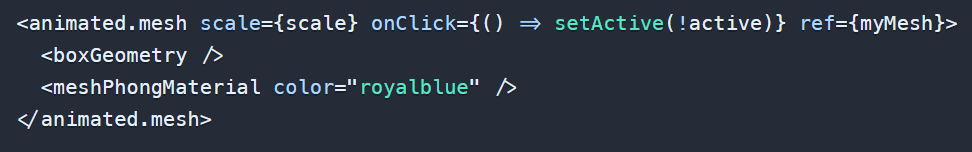 <animated.mesh scale={scale} onClick={() => setActive(!active)} ref={myMesh}>
  <boxGeometry />
  <meshPhongMaterial color="royalblue" />
</animated.mesh>